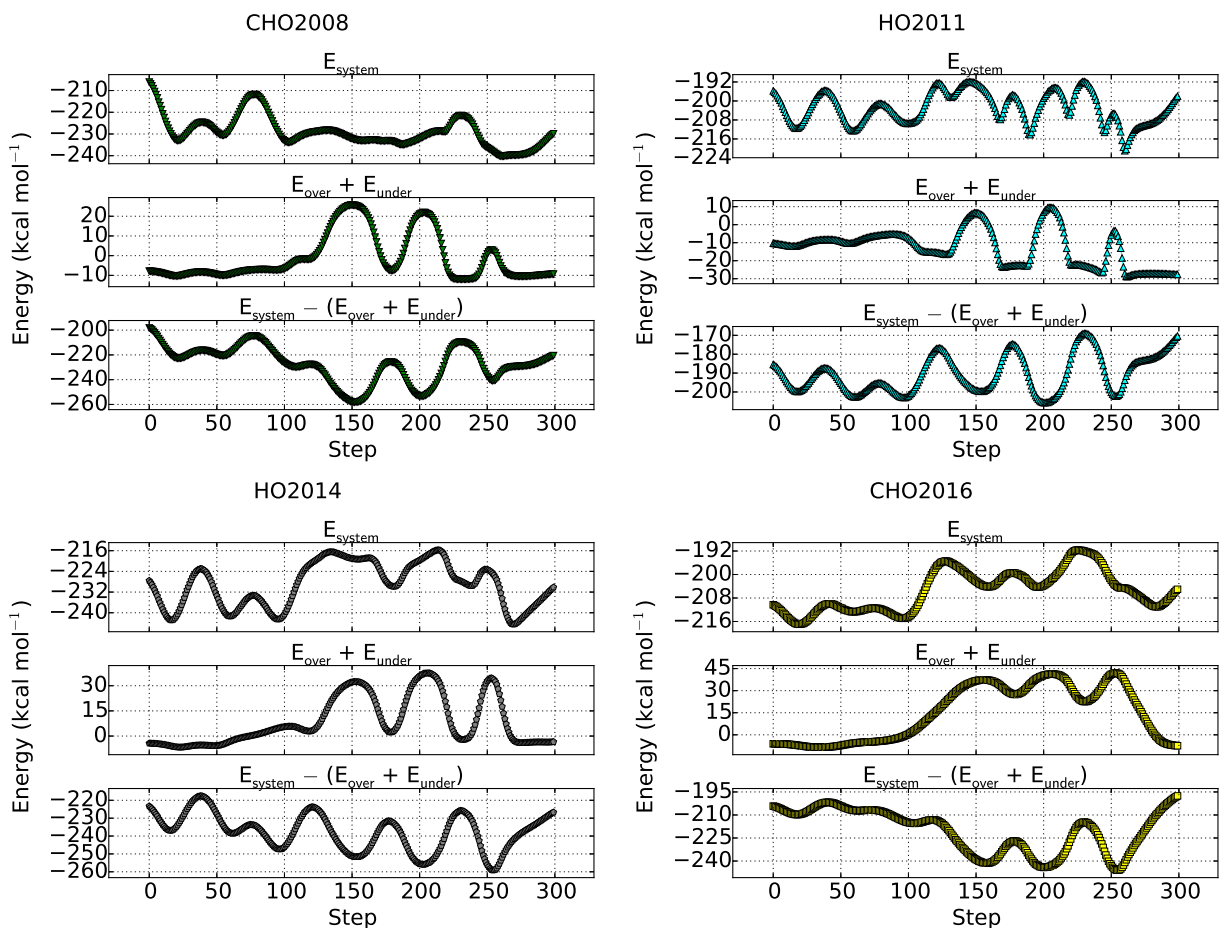 CHO2008
E_system
−210
−220
−230
−240
E_over + E_under
20
10
0
−10
E_system − (E_over + E_under)
−200
−220
−240
−260
0 50 100 150 200 250 300
Step
Energy (kcal mol⁻¹)
HO2011
E_system
−192
−200
−208
−216
−224
E_over + E_under
10
0
−10
−20
−30
E_system − (E_over + E_under)
−170
−180
−190
−200
0 50 100 150 200 250 300
Step
Energy (kcal mol⁻¹)
HO2014
E_system
−216
−224
−232
−240
E_over + E_under
30
15
0
E_system − (E_over + E_under)
−220
−230
−240
−250
−260
0 50 100 150 200 250 300
Step
Energy (kcal mol⁻¹)
CHO2016
E_system
−192
−200
−208
−216
E_over + E_under
45
30
15
0
E_system − (E_over + E_under)
−195
−210
−225
−240
0 50 100 150 200 250 300
Step
Energy (kcal mol⁻¹)